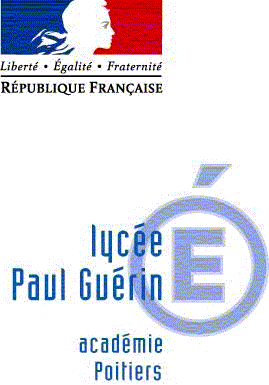 Liberté • Égalité • Fraternité
RÉPUBLIQUE FRANÇAISE
lycée
Paul Guérin
É
académie
Poitiers